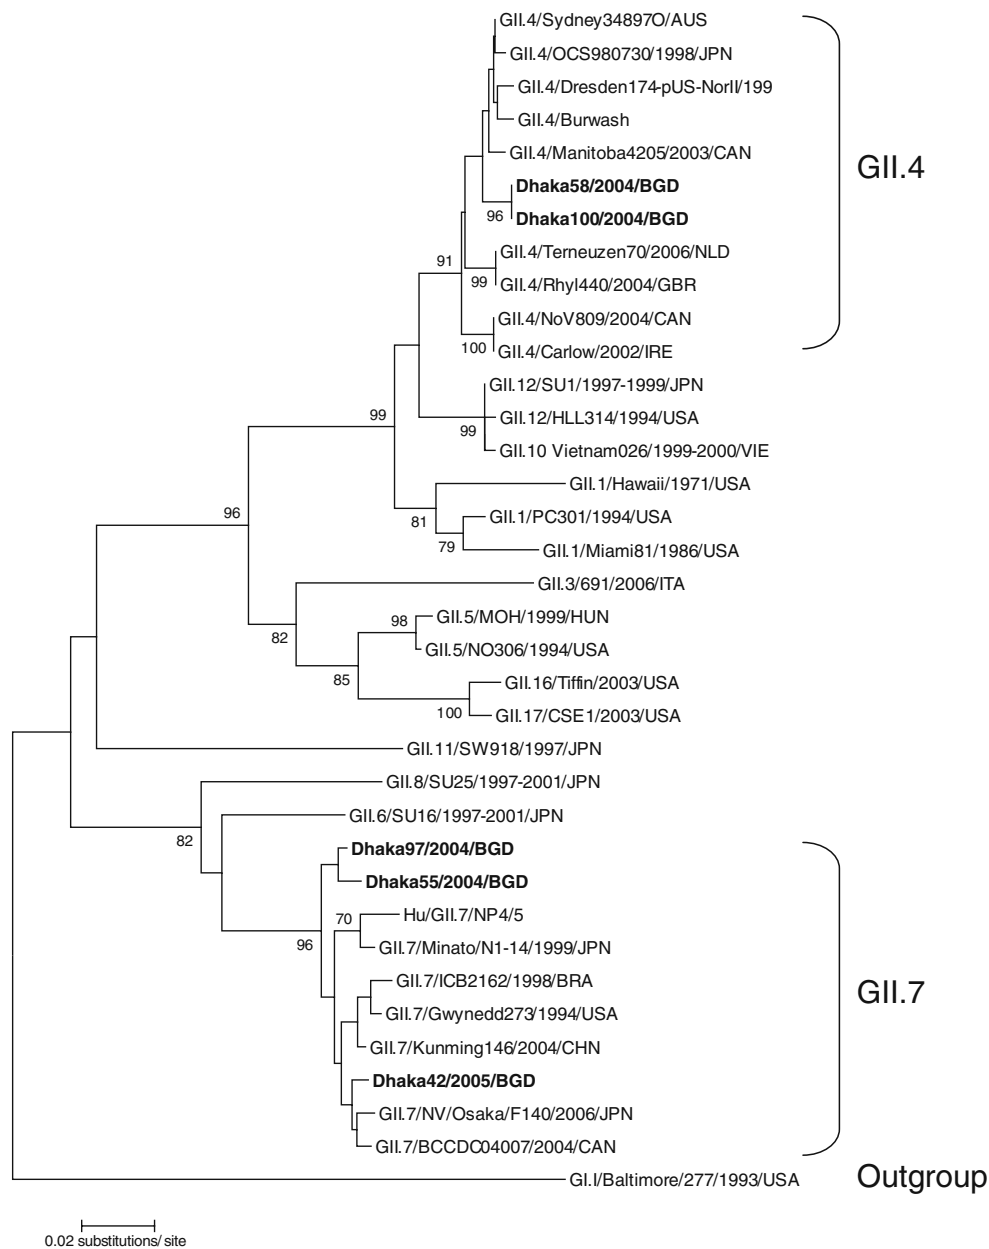 GII.4/Sydney34897O/AUS
GII.4/OCS980730/1998/JPN
GII.4/Dresden174-pUS-NorII/199
GII.4/Burwash
GII.4/Manitoba4205/2003/CAN
GII.4
Dhaka58/2004/BGD
96
Dhaka100/2004/BGD
GII.4/Terneuzen70/2006/NLD
91
99
GII.4/Rhyl440/2004/GBR
GII.4/NoV809/2004/CAN
100
GII.4/Carlow/2002/IRE
GII.12/SU1/1997-1999/JPN
99
GII.12/HLL314/1994/USA
99
GII.10 Vietnam026/1999-2000/VIE
GII.1/Hawaii/1971/USA
96
81
GII.1/PC301/1994/USA
79
GII.1/Miami81/1986/USA
GII.3/691/2006/ITA
98
GII.5/MOH/1999/HUN
82
GII.5/NO306/1994/USA
85
GII.16/Tiffin/2003/USA
100
GII.17/CSE1/2003/USA
GII.11/SW918/1997/JPN
GII.8/SU25/1997-2001/JPN
GII.6/SU16/1997-2001/JPN
82
Dhaka97/2004/BGD
Dhaka55/2004/BGD
70
Hu/GII.7/NP4/5
96
GII.7/Minato/N1-14/1999/JPN
GII.7/ICB2162/1998/BRA
GII.7
GII.7/Gwynedd273/1994/USA
GII.7/Kunming146/2004/CHN
Dhaka42/2005/BGD
GII.7/NV/Osaka/F140/2006/JPN
GII.7/BCCDC04007/2004/CAN
GI.I/Baltimore/277/1993/USA
Outgroup
0.02 substitutions/ site